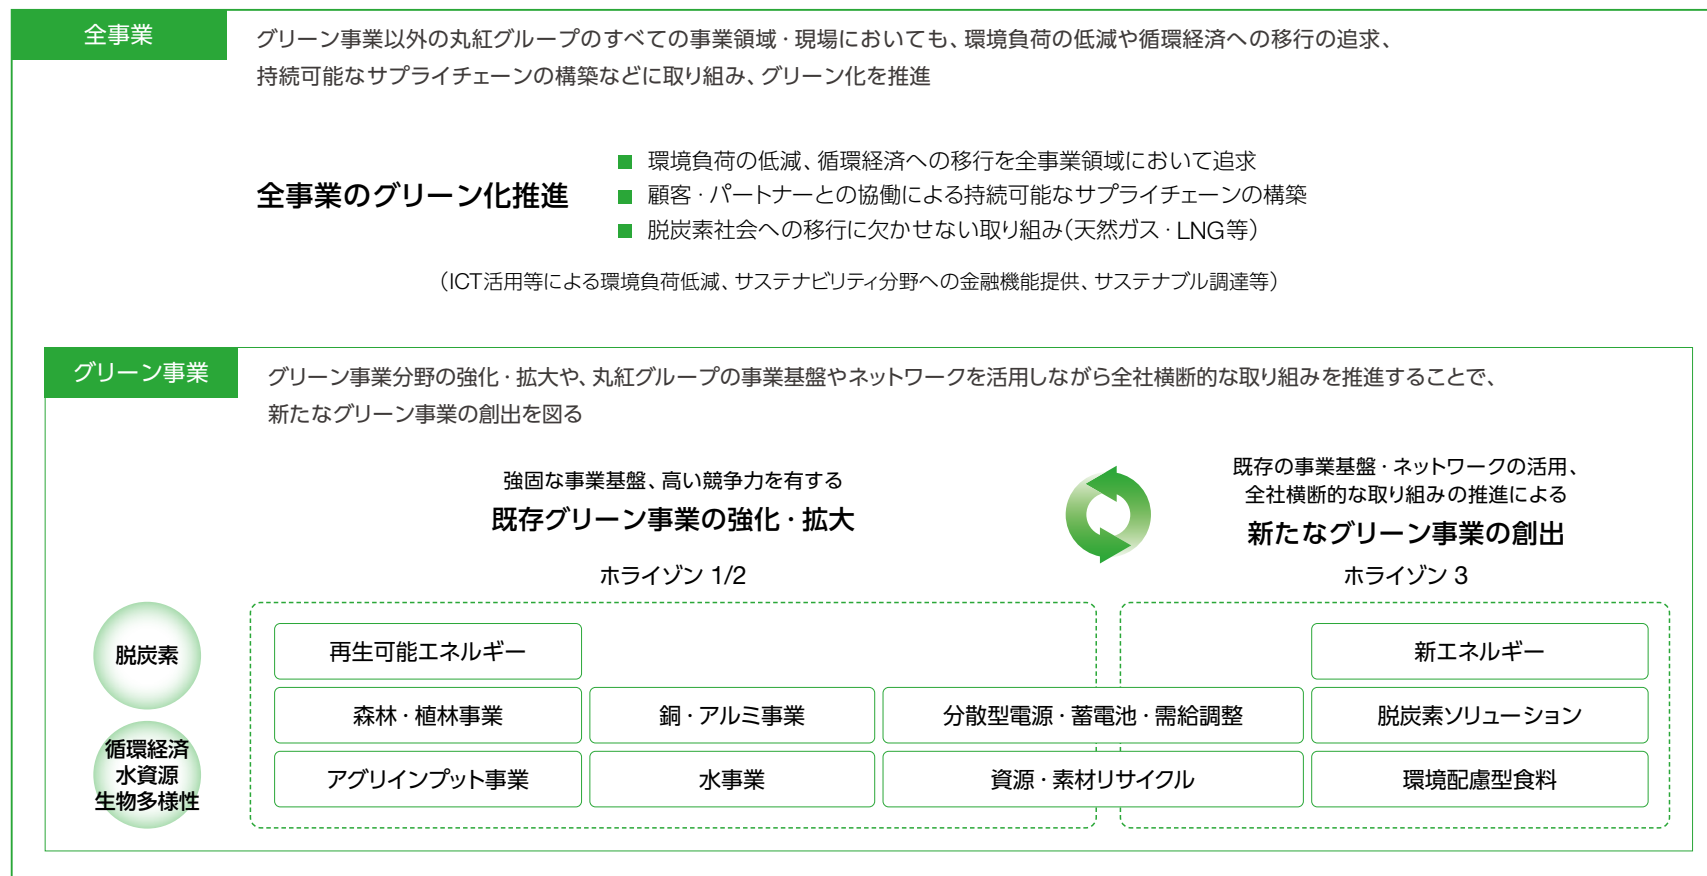 全事業
グリーン事業以外の丸紅グループのすべての事業領域・現場においても、環境負荷の低減や循環経済への移行の追求、
持続可能なサプライチェーンの構築などに取り組み、グリーン化を推進
全事業のグリーン化推進
環境負荷の低減、循環経済への移行を全事業領域において追求
顧客・パートナーとの協働による持続可能なサプライチェーンの構築
脱炭素社会への移行に欠かせない取り組み（天然ガス・LNG等）
（ICT活用等による環境負荷低減、サステナビリティ分野への金融機能提供、サステナブル調達等）
グリーン事業
グリーン事業分野の強化・拡大や、丸紅グループの事業基盤やネットワークを活用しながら全社横断的な取り組みを推進することで、
新たなグリーン事業の創出を図る
強固な事業基盤、高い競争力を有する
既存グリーン事業の強化・拡大
ホライゾン 1/2
既存の事業基盤・ネットワークの活用、
全社横断的な取り組みの推進による
新たなグリーン事業の創出
ホライゾン 3
脱炭素
再生可能エネルギー
新エネルギー
森林・植林事業
銅・アルミ事業
分散型電源・蓄電池・需給調整
脱炭素ソリューション
循環経済
水資源
生物多様性
アグリインプット事業
水事業
資源・素材リサイクル
環境配慮型食料